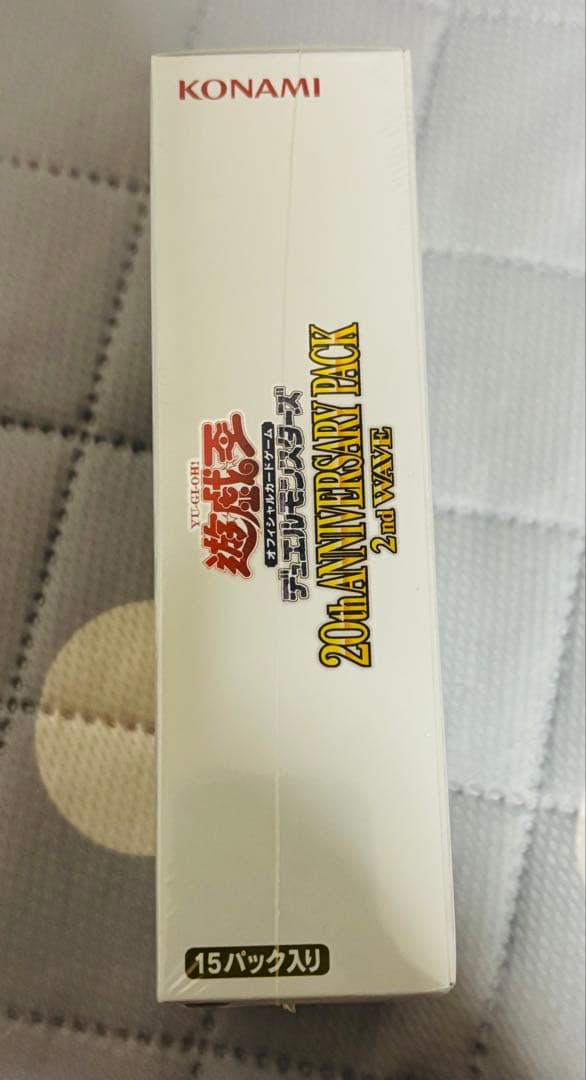 KONAMI
YU-GI-OH!
遊戯王
オフィシャルカードゲーム
デュエルモンスターズ
20th ANNIVERSARY PACK
2nd WAVE
15パック入り